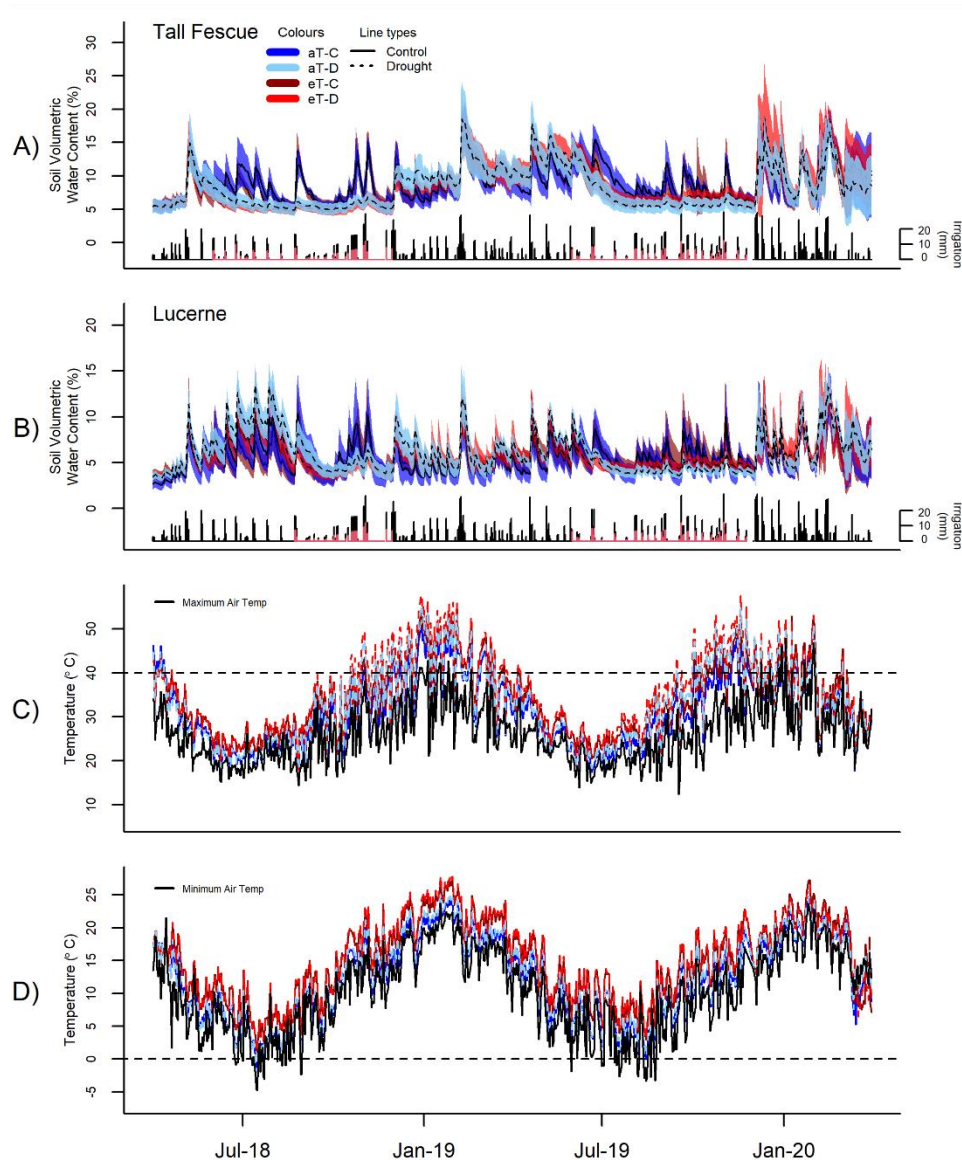 A)
Tall Fescue
Colours
Line types
aT-C
aT-D
eT-C
eT-D
Control
Drought
Soil Volumetric
Water Content (%)
30
25
20
15
10
5
0
20
10
0
Irrigation
(mm)
B)
Lucerne
Soil Volumetric
Water Content (%)
20
15
10
5
0
20
10
0
Irrigation
(mm)
C)
Maximum Air Temp
Temperature (° C)
50
40
30
20
10
D)
Minimum Air Temp
Temperature (° C)
25
20
15
10
5
0
-5
Jul-18
Jan-19
Jul-19
Jan-20